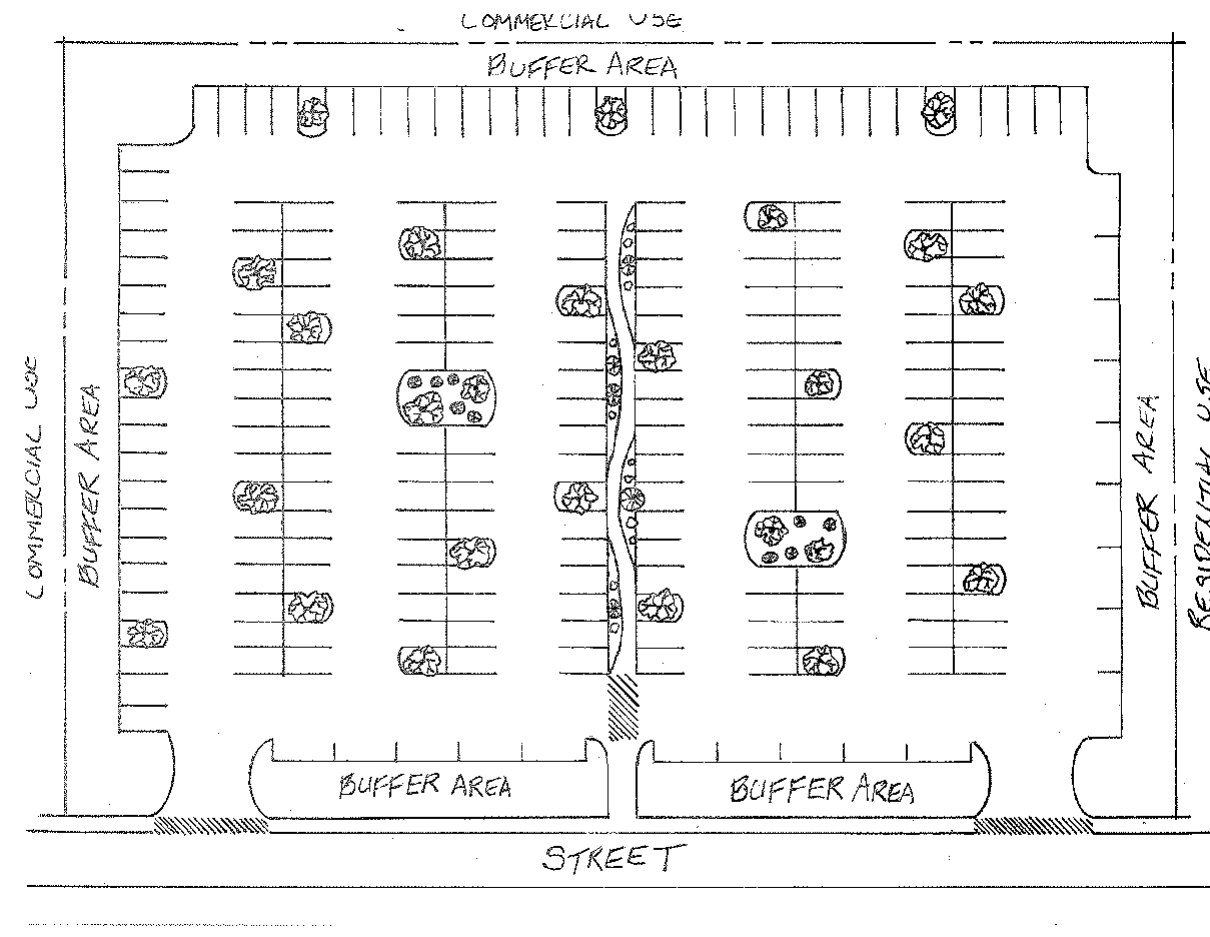 COMMERCIAL USE
BUFFER AREA
COMMERCIAL USE
BUFFER AREA
BUFFER AREA
RESIDENTIAL USE
BUFFER AREA
BUFFER AREA
STREET